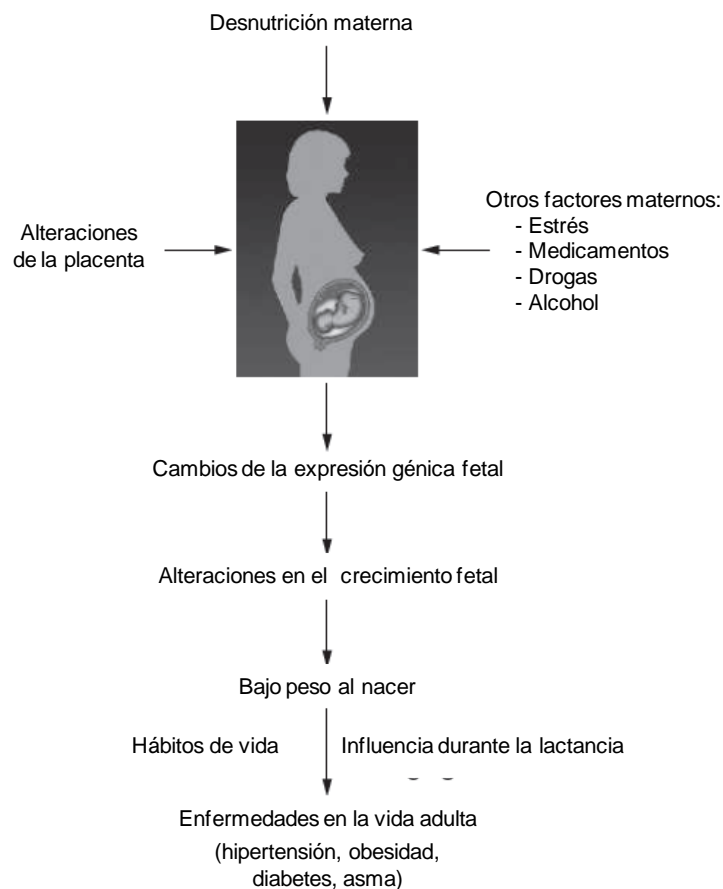 Desnutrición materna
Alteraciones
de la placenta
Otros factores maternos:
- Estrés
- Medicamentos
- Drogas
- Alcohol
Cambios de la expresión génica fetal
Alteraciones en el crecimiento fetal
Bajo peso al nacer
Hábitos de vida
Influencia durante la lactancia
Enfermedades en la vida adulta
(hipertensión, obesidad,
diabetes, asma)